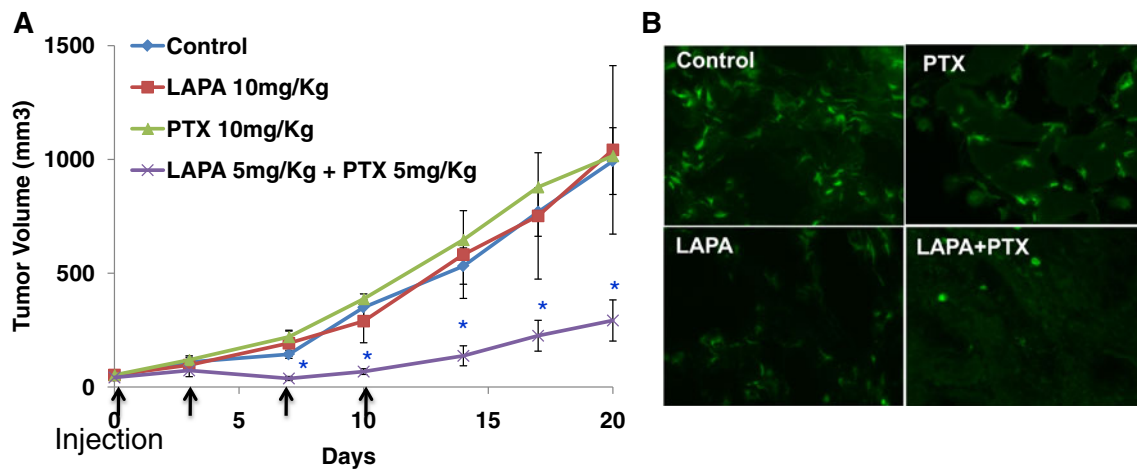 A
1500
1000
500
0
Tumor Volume (mm3)
Control
LAPA 10mg/Kg
PTX 10mg/Kg
LAPA 5mg/Kg + PTX 5mg/Kg
*
*
*
*
*
0
5
10
15
20
Injection
Days
B
Control
PTX
LAPA
LAPA+PTX